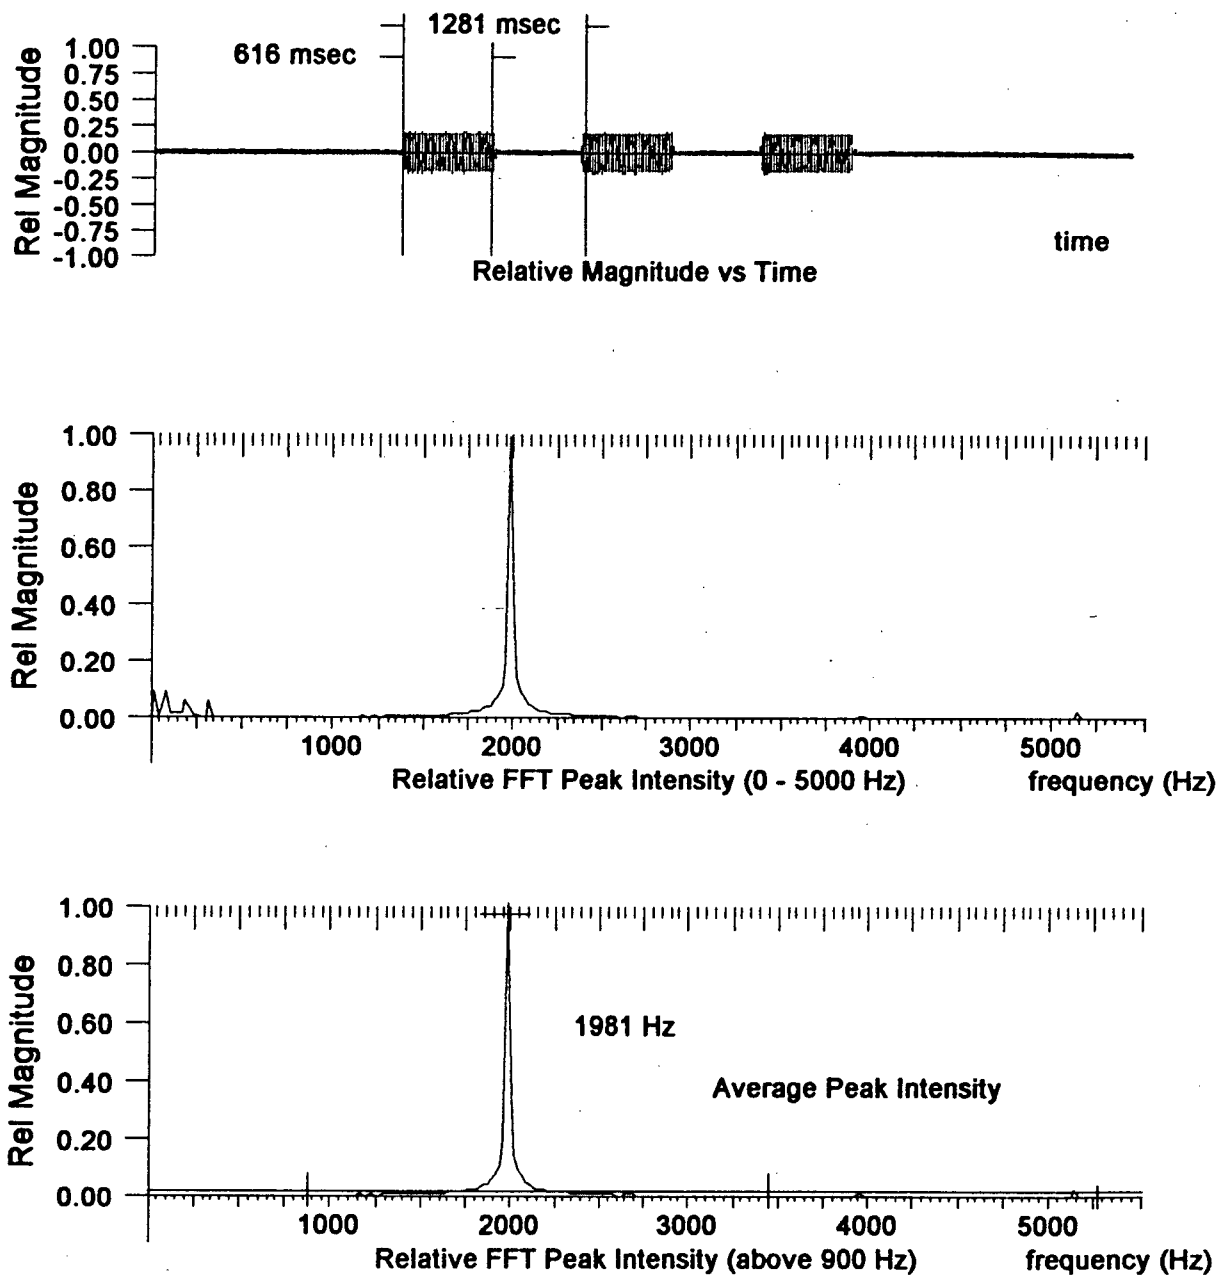 1281 msec
616 msec
Rel Magnitude
1.00
0.75
0.50
0.25
0.00
-0.25
-0.50
-0.75
-1.00
time
Relative Magnitude vs Time
Rel Magnitude
1.00
0.80
0.60
0.40
0.20
0.00
1000 2000 3000 4000 5000
Relative FFT Peak Intensity (0 - 5000 Hz) frequency (Hz)
Rel Magnitude
1.00
0.80
0.60
0.40
0.20
0.00
1981 Hz
Average Peak Intensity
1000 2000 3000 4000 5000
Relative FFT Peak Intensity (above 900 Hz) frequency (Hz)